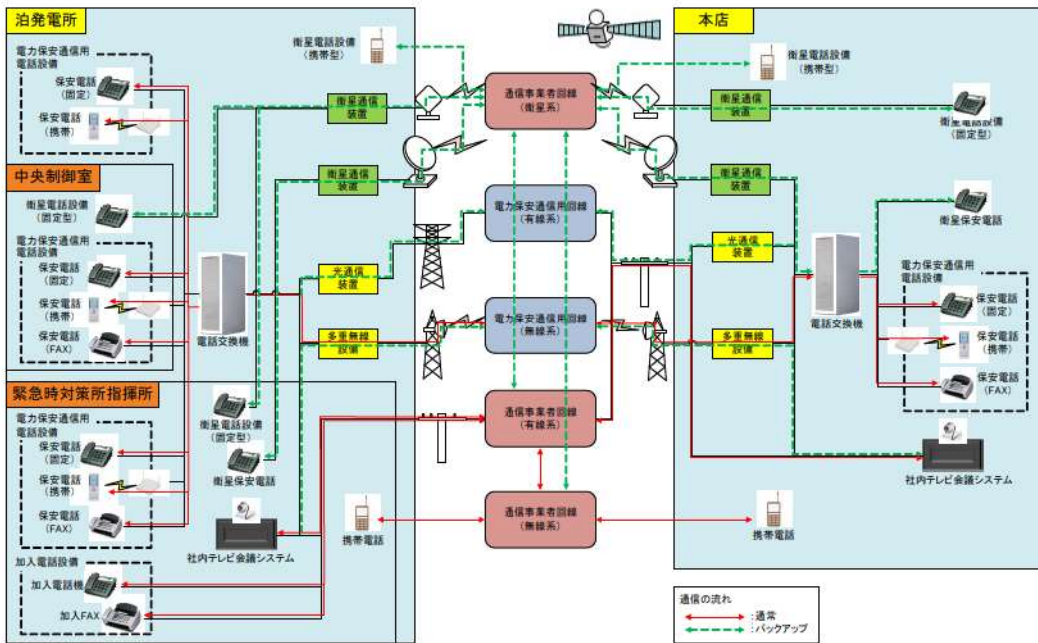 泊発電所
電力保安通信用
電話設備
保安電話
(固定)
保安電話
(携帯)
中央制御室
衛星電話設備
(固定型)
電力保安通信用
電話設備
保安電話
(固定)
保安電話
(携帯)
保安電話
(FAX)
電話交換機
緊急時対策所指揮所
電力保安通信用
電話設備
保安電話
(固定)
保安電話
(携帯)
保安電話
(FAX)
加入電話設備
加入電話機
加入FAX
衛星電話設備
(固定型)
衛星保安電話
社内テレビ会議システム
携帯電話
衛星電話設備
(携帯型)
衛星通信
装置
衛星通信
装置
光通信
装置
多重無線
設備
通信事業者回線
(衛星系)
電力保安通信用回線
(有線系)
電力保安通信用回線
(無線系)
通信事業者回線
(有線系)
通信事業者回線
(無線系)
本店
衛星電話設備
(携帯型)
衛星通信
装置
衛星電話設備
(固定型)
衛星通信
装置
衛星保安電話
光通信
装置
多重無線
設備
電話交換機
電力保安通信用
電話設備
保安電話
(固定)
保安電話
(携帯)
保安電話
(FAX)
社内テレビ会議システム
携帯電話
通信の流れ
:通常
:バックアップ